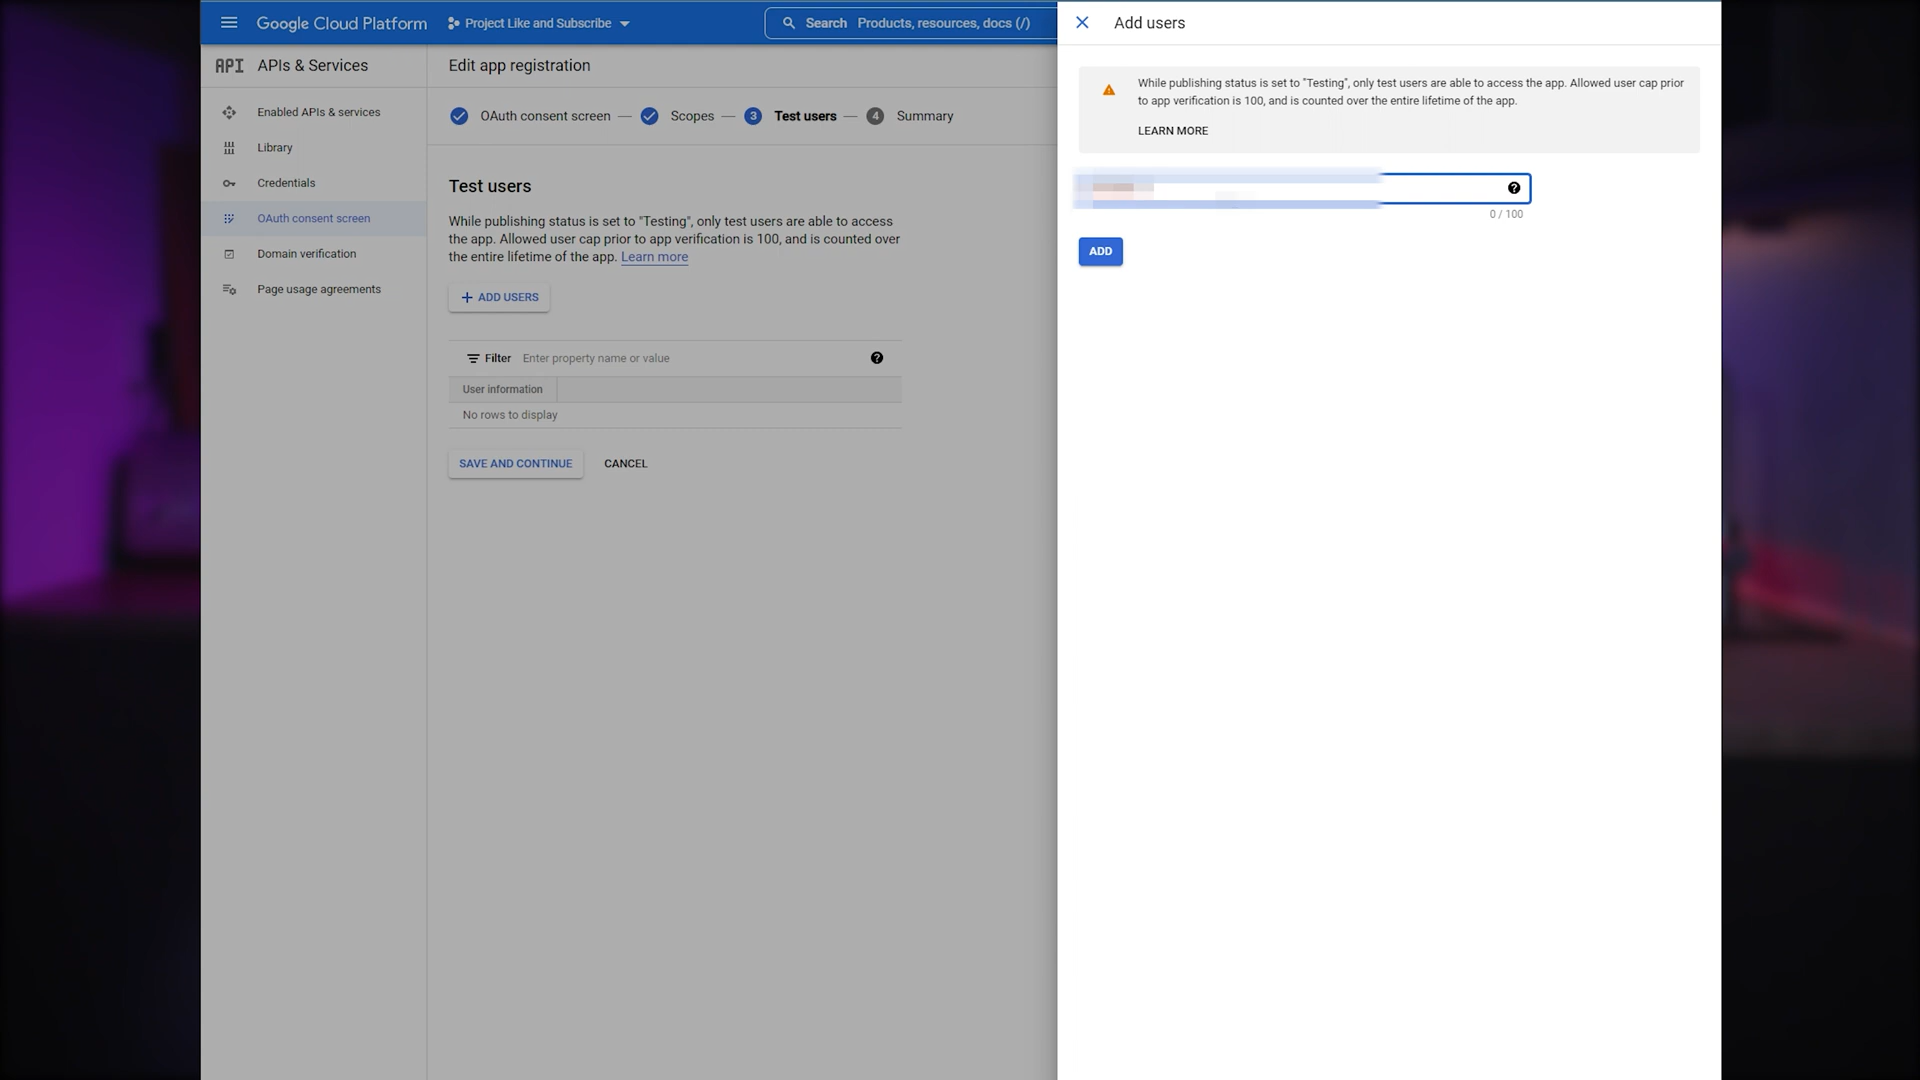 Google Cloud Platform
Project Like and Subscribe
Search Products, resources, docs (/)
API APIs & Services
Enabled APIs & services
Library
Credentials
OAuth consent screen
Domain verification
Page usage agreements
Edit app registration
OAuth consent screen — Scopes — 3 Test users — 4 Summary
Test users
While publishing status is set to "Testing", only test users are able to access
the app. Allowed user cap prior to app verification is 100, and is counted over
the entire lifetime of the app. Learn more
+ ADD USERS
Filter Enter property name or value ?
User information
No rows to display
SAVE AND CONTINUE CANCEL
Add users
While publishing status is set to "Testing", only test users are able to access the app. Allowed user cap prior
to app verification is 100, and is counted over the entire lifetime of the app.
LEARN MORE
?
0 / 100
ADD